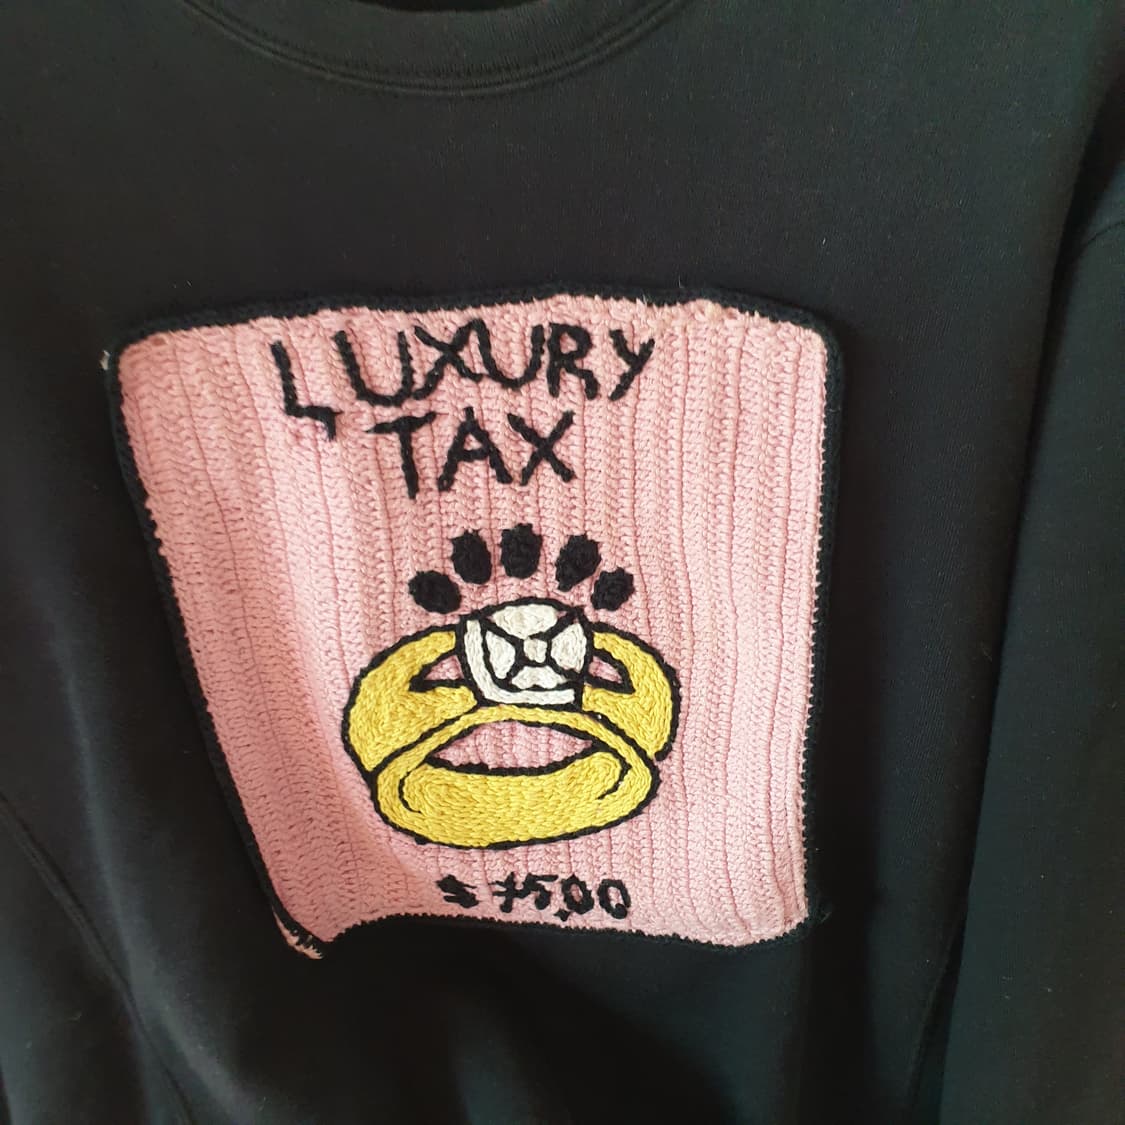 LUXURY
TAX
$ 75,00